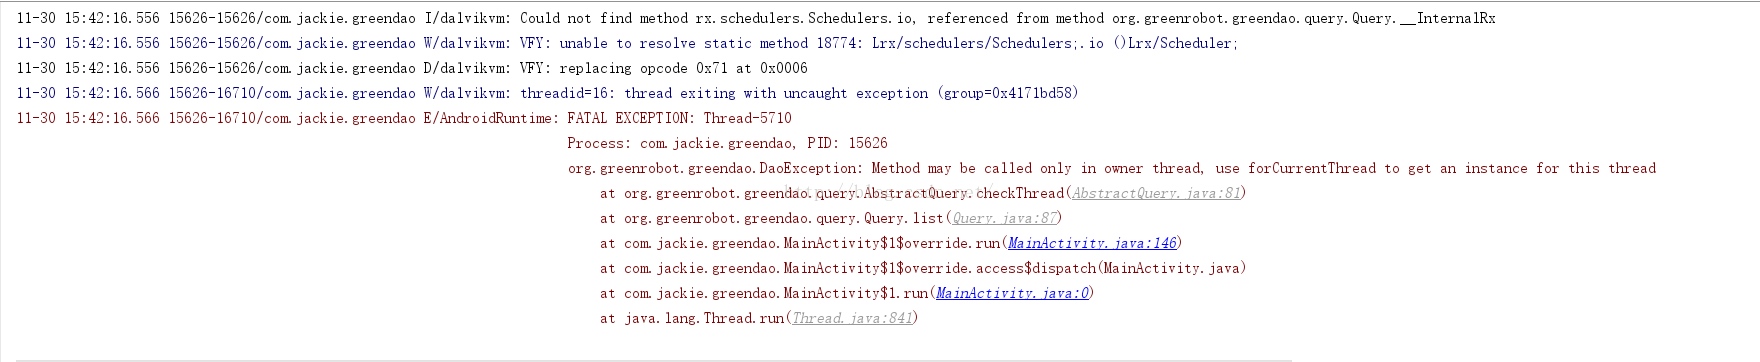 11-30 15:42:16.556 15626-15626/com.jackie.greendao I/dalvikvm: Could not find method rx.schedulers.Schedulers.io, referenced from method org.greenrobot.greendao.query.Query.__InternalRx
11-30 15:42:16.556 15626-15626/com.jackie.greendao W/dalvikvm: VFY: unable to resolve static method 18774: Lrx/schedulers/Schedulers;.io ()Lrx/Scheduler;
11-30 15:42:16.556 15626-15626/com.jackie.greendao D/dalvikvm: VFY: replacing opcode 0x71 at 0x0006
11-30 15:42:16.566 15626-16710/com.jackie.greendao W/dalvikvm: threadid=16: thread exiting with uncaught exception (group=0x4171bd58)
11-30 15:42:16.566 15626-16710/com.jackie.greendao E/AndroidRuntime: FATAL EXCEPTION: Thread-5710
Process: com.jackie.greendao, PID: 15626
org.greenrobot.greendao.DaoException: Method may be called only in owner thread, use forCurrentThread to get an instance for this thread
at org.greenrobot.greendao.query.AbstractQuery.checkThread(AbstractQuery.java:81)
at org.greenrobot.greendao.query.Query.list(Query.java:87)
at com.jackie.greendao.MainActivity$1$override.run(MainActivity.java:146)
at com.jackie.greendao.MainActivity$1$override.access$dispatch(MainActivity.java)
at com.jackie.greendao.MainActivity$1.run(MainActivity.java:0)
at java.lang.Thread.run(Thread.java:841)